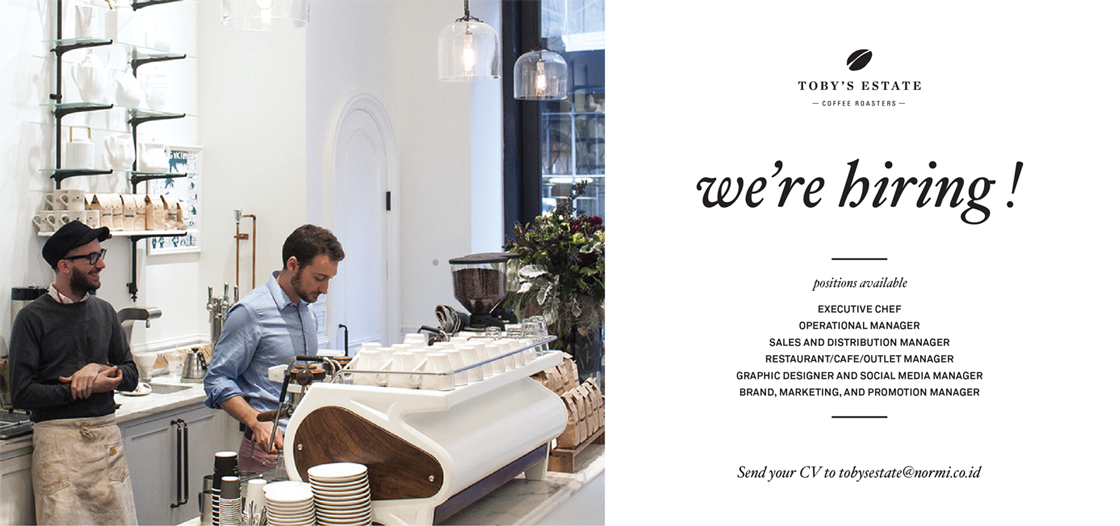 TOBY'S ESTATE
— COFFEE ROASTERS —
we're hiring !
positions available
EXECUTIVE CHEF
OPERATIONAL MANAGER
SALES AND DISTRIBUTION MANAGER
RESTAURANT/CAFE/OUTLET MANAGER
GRAPHIC DESIGNER AND SOCIAL MEDIA MANAGER
BRAND, MARKETING, AND PROMOTION MANAGER
Send your CV to tobysestate@normi.co.id